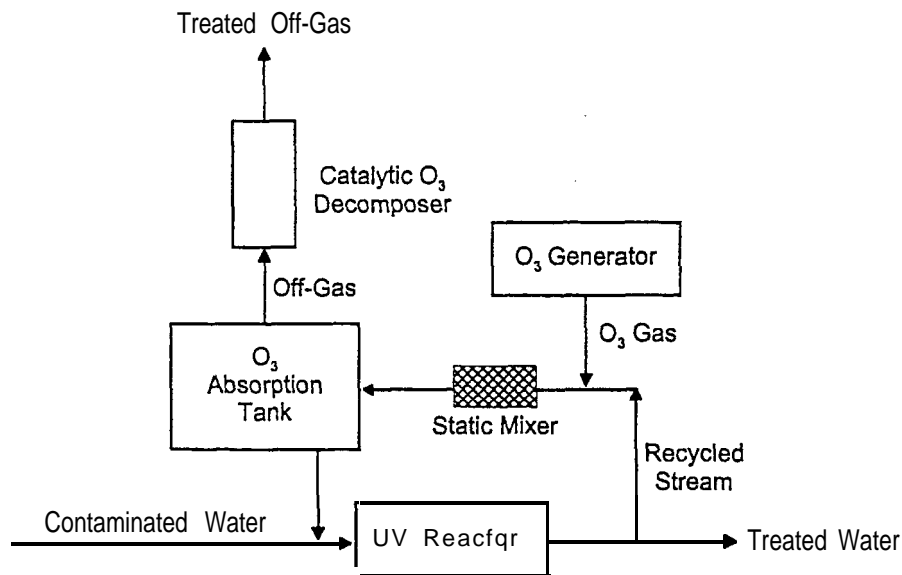 Treated Off-Gas
Catalytic O₃
Decomposer
O₃ Generator
Off-Gas
O₃ Gas
O₃
Absorption
Tank
Static Mixer
Recycled
Stream
Contaminated Water
UV Reacfqr
Treated Water